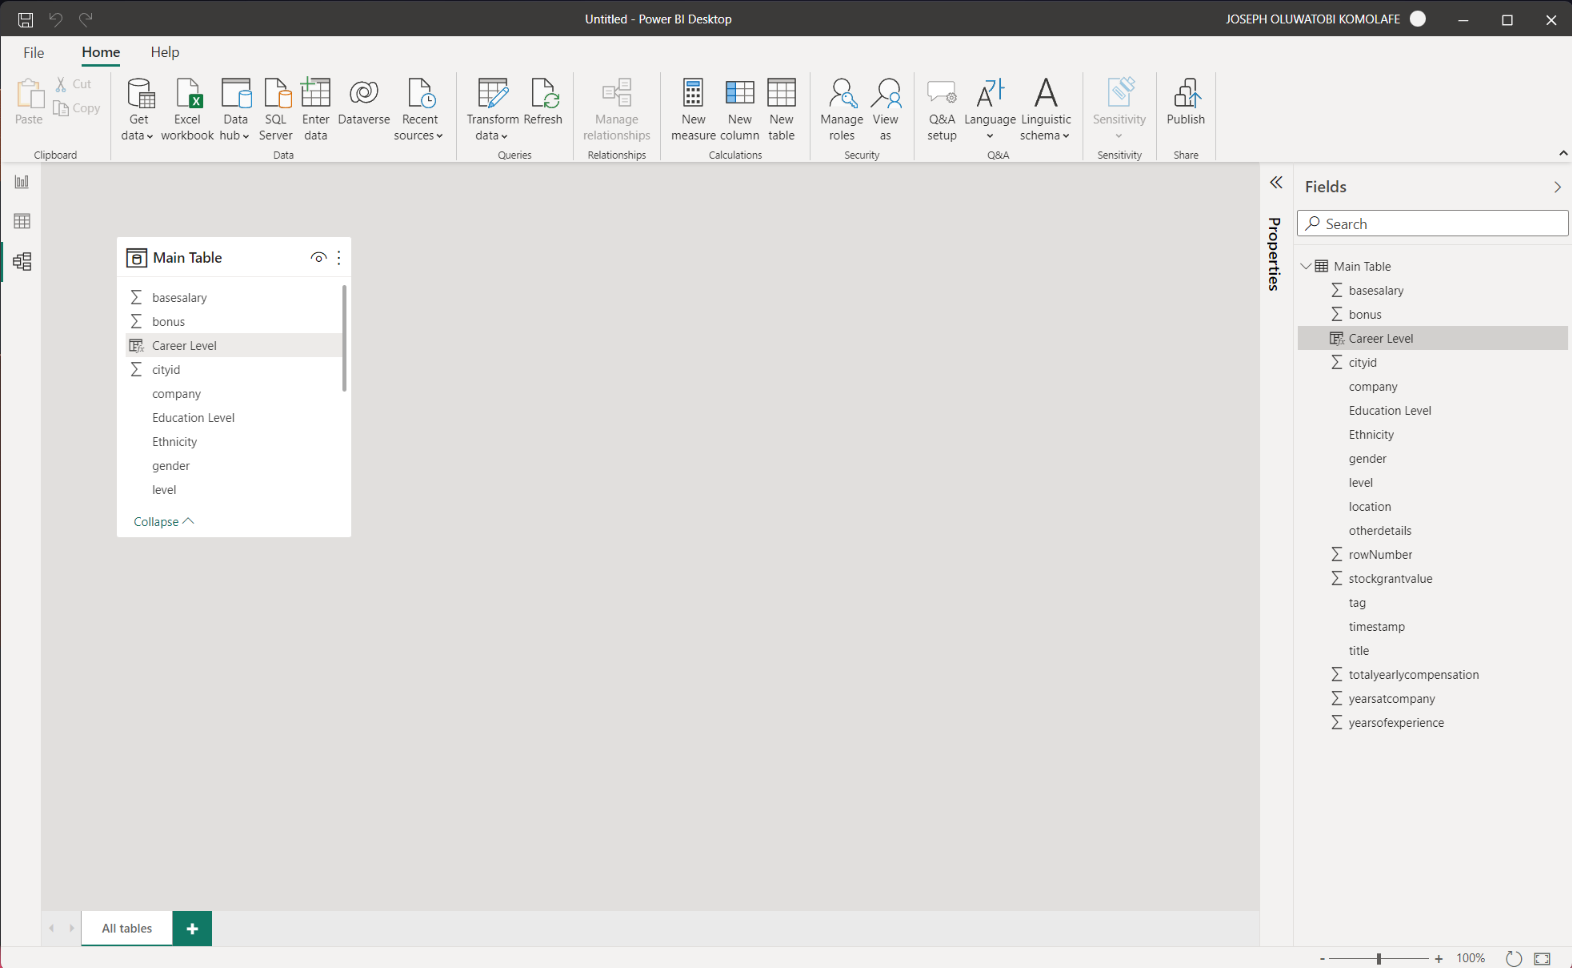 Untitled - Power BI Desktop
JOSEPH OLUWATOBI KOMOLAFE
File
Home
Help
Paste
Cut
Copy
Clipboard
Get data
Excel workbook
Data hub
SQL Server
Enter data
Dataverse
Recent sources
Data
Transform data
Refresh
Queries
Manage relationships
Relationships
New measure
New column
New table
Calculations
Manage roles
View as
Security
Q&A setup
Language
Linguistic schema
Q&A
Sensitivity
Sensitivity
Publish
Share
Main Table
basesalary
bonus
Career Level
cityid
company
Education Level
Ethnicity
gender
level
Collapse
Properties
Fields
Search
Main Table
basesalary
bonus
Career Level
cityid
company
Education Level
Ethnicity
gender
level
location
otherdetails
rowNumber
stockgrantvalue
tag
timestamp
title
totalyearlycompensation
yearsatcompany
yearsofexperience
All tables
- + 100%